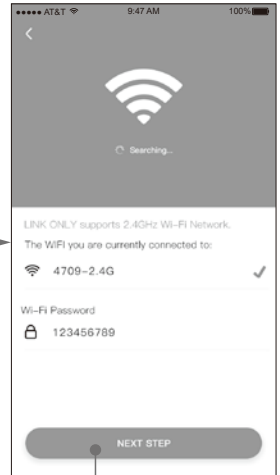 AT&T 9:47 AM 100%
Searching...
LINK ONLY supports 2.4GHz Wi-Fi Network.
The WiFI you are currently connected to:
4709-2.4G
Wi-Fi Password
123456789
NEXT STEP